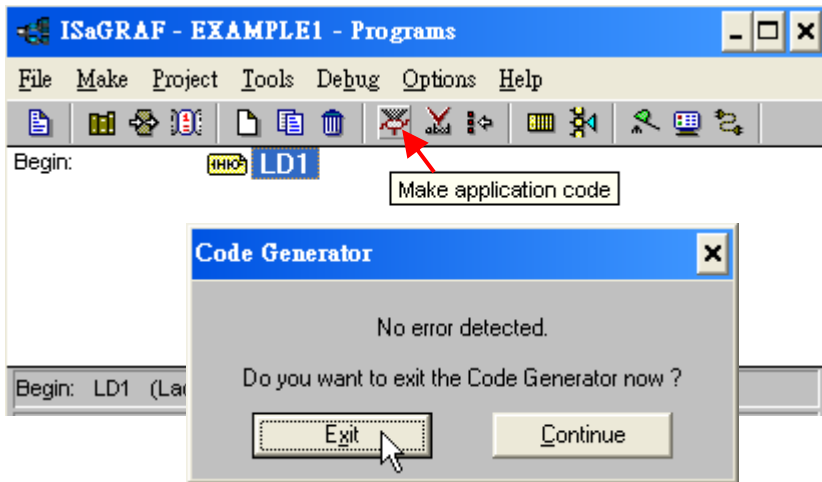 ISaGRAF - EXAMPLE1 - Programs
File Make Project Tools Debug Options Help
Begin: LD1
Make application code
Code Generator
No error detected.
Do you want to exit the Code Generator now ?
Begin: LD1 (La
Exit Continue